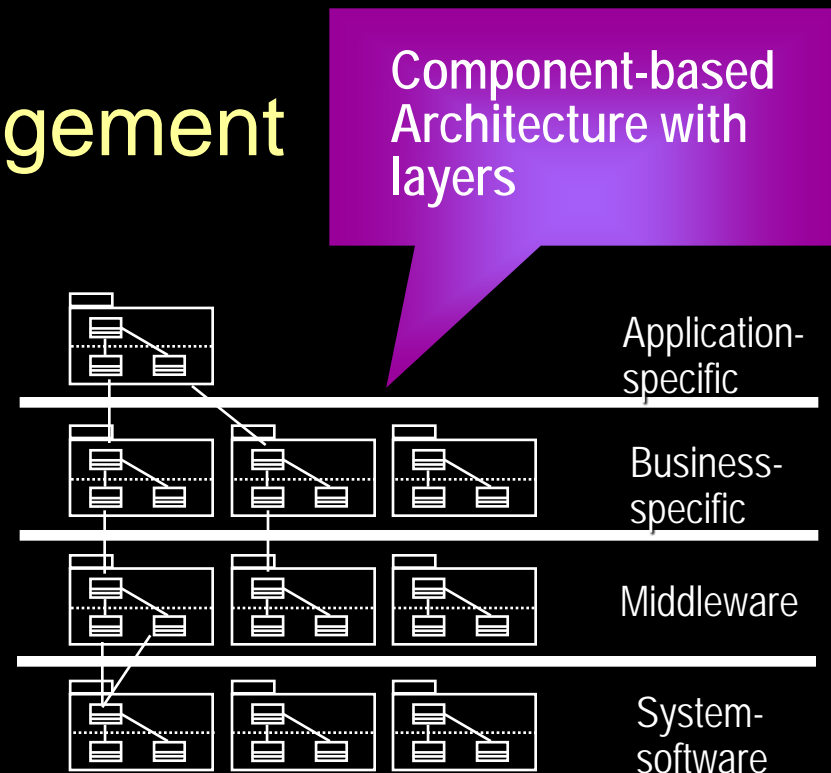 gement
Component-based
Architecture with
layers
Application-
specific
Business-
specific
Middleware
System-
software